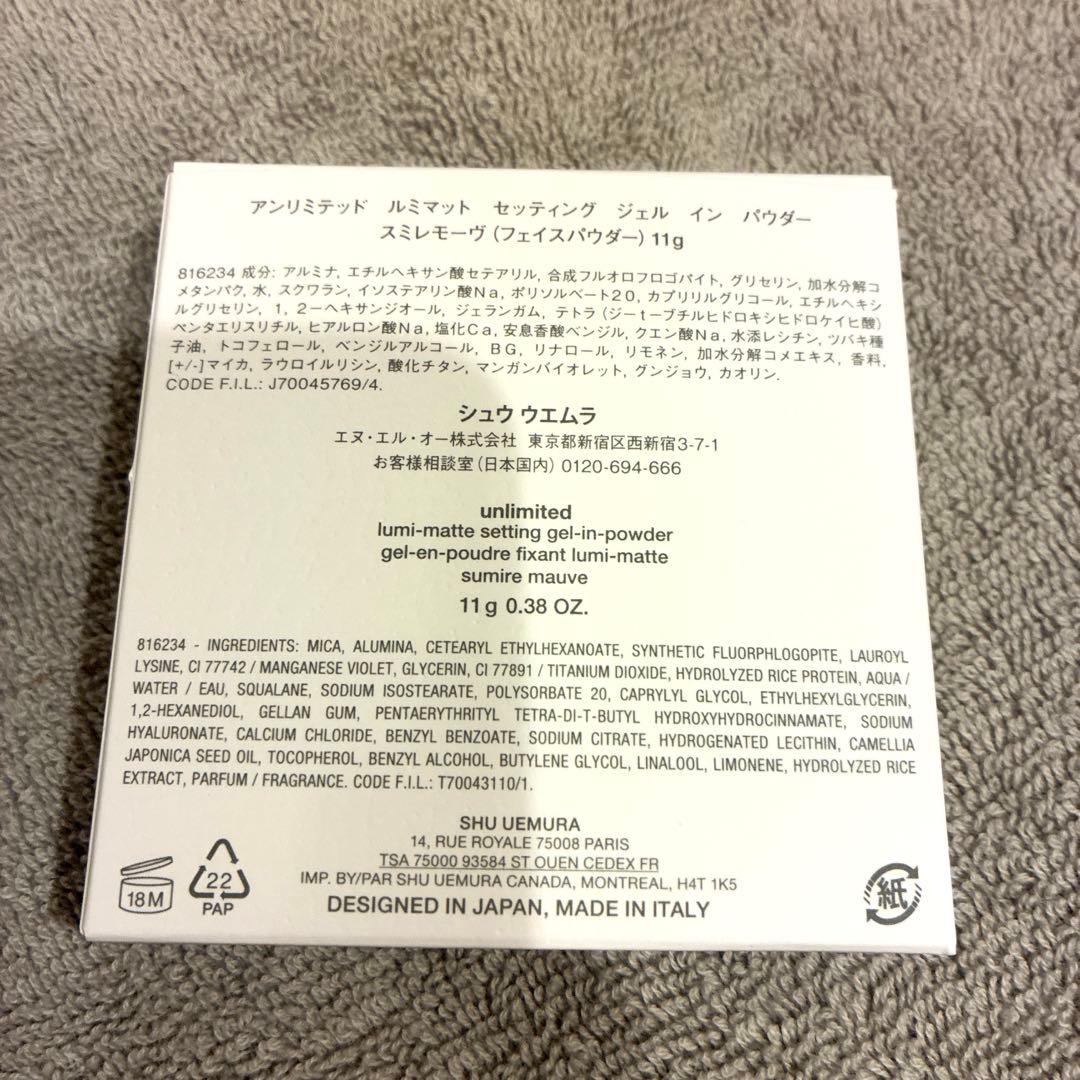 アンリミテッド ルミマット セッティング ジェル イン パウダー
スミレモーヴ (フェイスパウダー) 11g
816234 成分: アルミナ, エチルヘキサン酸セテアリル, 合成フルオロフロゴパイト, グリセリン, 加水分解コ
メタンパク, 水, スクワラン, イソステアリン酸Na, ポリソルベート20, カプリリルグリコール, エチルヘキシ
ルグリセリン, 1, 2-ヘキサンジオール, ジェランガム, テトラ (ジ-t-ブチルヒドロキシヒドロケイヒ酸)
ペンタエリスリチル, ヒアルロン酸Na, 塩化Ca, 安息香酸ベンジル, クエン酸Na, 水添レシチン, ツバキ種
子油, トコフェロール, ベンジルアルコール, BG, リナロール, リモネン, 加水分解コメエキス, 香料,
[+/-]マイカ, ラウロイルリシン, 酸化チタン, マンガンバイオレット, グンジョウ, カオリン.
CODE F.I.L.: J70045769/4.
シュウ ウエムラ
エヌ・エル・オー株式会社 東京都新宿区西新宿3-7-1
お客様相談室 (日本国内) 0120-694-666
unlimited
lumi-matte setting gel-in-powder
gel-en-poudre fixant lumi-matte
sumire mauve
11 g 0.38 OZ.
816234 - INGREDIENTS: MICA, ALUMINA, CETEARYL ETHYLHEXANOATE, SYNTHETIC FLUORPHLOGOPITE, LAUROYL
LYSINE, CI 77742 / MANGANESE VIOLET, GLYCERIN, CI 77891 / TITANIUM DIOXIDE, HYDROLYZED RICE PROTEIN, AQUA /
WATER / EAU, SQUALANE, SODIUM ISOSTEARATE, POLYSORBATE 20, CAPRYLYL GLYCOL, ETHYLHEXYLGLYCERIN,
1,2-HEXANEDIOL, GELLAN GUM, PENTAERYTHRITYL TETRA-DI-T-BUTYL HYDROXYHYDROCINNAMATE, SODIUM
HYALURONATE, CALCIUM CHLORIDE, BENZYL BENZOATE, SODIUM CITRATE, HYDROGENATED LECITHIN, CAMELLIA
JAPONICA SEED OIL, TOCOPHEROL, BENZYL ALCOHOL, BUTYLENE GLYCOL, LINALOOL, LIMONENE, HYDROLYZED RICE
EXTRACT, PARFUM / FRAGRANCE. CODE F.I.L.: T70043110/1.
SHU UEMURA
14, RUE ROYALE 75008 PARIS
TSA 75000 93584 ST OUEN CEDEX FR
IMP. BY/PAR SHU UEMURA CANADA, MONTREAL, H4T 1K5
DESIGNED IN JAPAN, MADE IN ITALY
18M
22
PAP
紙